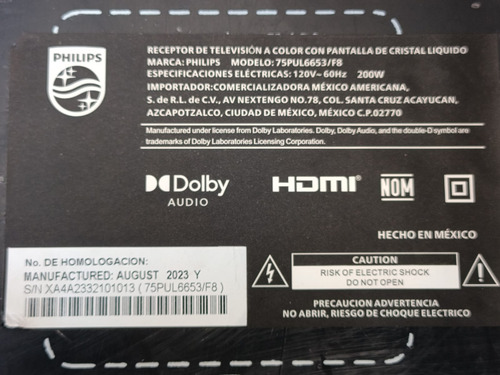 PHILIPS
RECEPTOR DE TELEVISIÓN A COLOR CON PANTALLA DE CRISTAL LIQUIDO
MARCA: PHILIPS MODELO: 75PUL6653/F8
ESPECIFICACIONES ELÉCTRICAS: 120V~ 60Hz 200W
IMPORTADOR:COMERCIALIZADORA MÉXICO AMERICANA,
S. de R.L. de C.V., AV NEXTENGO NO.78, COL. SANTA CRUZ ACAYUCAN,
AZCAPOTZALCO, CIUDAD DE MÉXICO, MÉXICO C.P.02770
Manufactured under license from Dolby Laboratories. Dolby, Dolby Audio, and the double-D symbol are
trademarks of Dolby Laboratories Licensing Corporation.
Dolby
AUDIO
HDMI
NOM
HECHO EN MÉXICO
No. DE HOMOLOGACION:
MANUFACTURED: AUGUST 2023 Y
S/N XA4A2332101013 ( 75PUL6653/F8 )
CAUTION
RISK OF ELECTRIC SHOCK
DO NOT OPEN
PRECAUCION ADVERTENCIA
NO ABRIR, RIESGO DE CHOQUE ELECTRICO